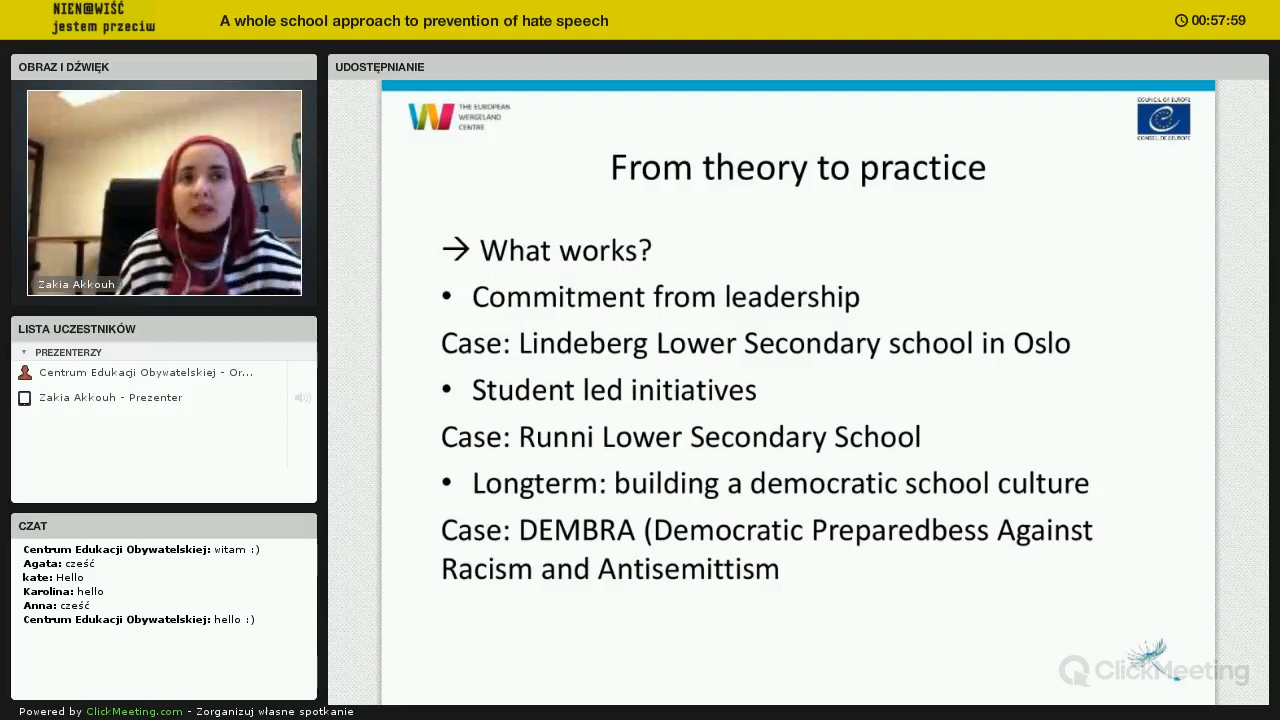 NIEN@WIŚĆ
jestem przeciw
A whole school approach to prevention of hate speech
00:57:59
OBRAZ I DŹWIĘK
Zakia Akkouh
LISTA UCZESTNIKÓW
PREZENTERZY
Centrum Edukacji Obywatelskiej - Or...
Zakia Akkouh - Prezenter
CZAT
Centrum Edukacji Obywatelskiej: witam :)
Agata: cześć
kate: Hello
Karolina: hello
Anna: cześć
Centrum Edukacji Obywatelskiej: hello :)
Powered by ClickMeeting.com - Zorganizuj własne spotkanie
UDOSTĘPNIANIE
THE EUROPEAN
WERGELAND
CENTRE
COUNCIL OF EUROPE
CONSEIL DE L'EUROPE
From theory to practice
→ What works?
• Commitment from leadership
Case: Lindeberg Lower Secondary school in Oslo
• Student led initiatives
Case: Runni Lower Secondary School
• Longterm: building a democratic school culture
Case: DEMBRA (Democratic Preparedbess Against
Racism and Antisemittism
ClickMeeting